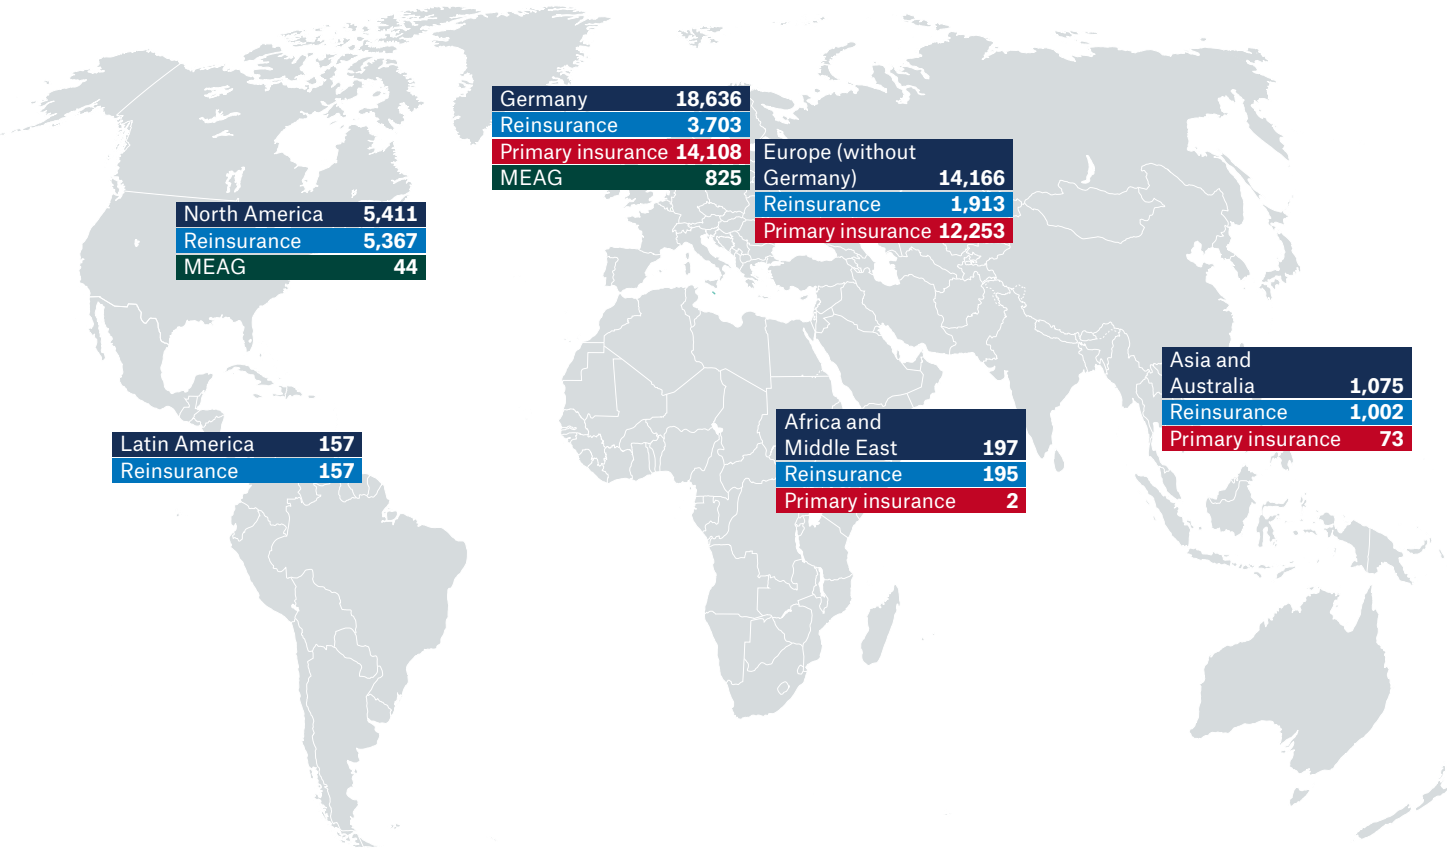 Germany 18,636
Reinsurance 3,703
Primary insurance 14,108
MEAG 825
Europe (without
Germany) 14,166
Reinsurance 1,913
Primary insurance 12,253
North America 5,411
Reinsurance 5,367
MEAG 44
Asia and
Australia 1,075
Reinsurance 1,002
Primary insurance 73
Africa and
Middle East 197
Reinsurance 195
Primary insurance 2
Latin America 157
Reinsurance 157